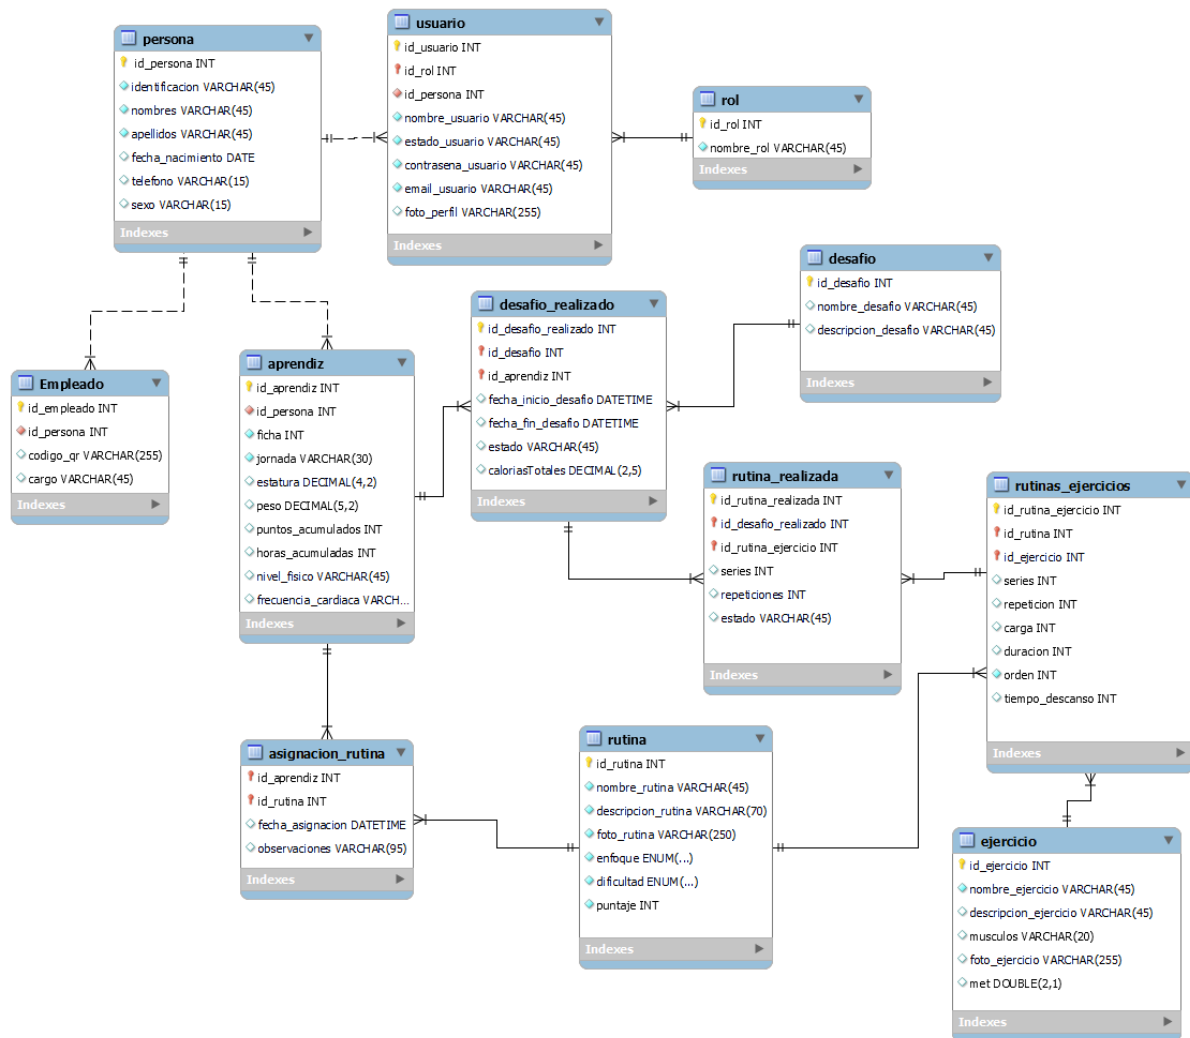 persona
id_persona INT
identificacion VARCHAR(45)
nombres VARCHAR(45)
apellidos VARCHAR(45)
fecha_nacimiento DATE
telefono VARCHAR(15)
sexo VARCHAR(15)
Indexes
usuario
id_usuario INT
id_rol INT
id_persona INT
nombre_usuario VARCHAR(45)
estado_usuario VARCHAR(45)
contrasena_usuario VARCHAR(45)
email_usuario VARCHAR(45)
foto_perfil VARCHAR(255)
Indexes
rol
id_rol INT
nombre_rol VARCHAR(45)
Indexes
desafio
id_desafio INT
nombre_desafio VARCHAR(45)
descripcion_desafio VARCHAR(45)
Indexes
desafio_realizado
id_desafio_realizado INT
id_desafio INT
id_aprendiz INT
fecha_inicio_desafio DATETIME
fecha_fin_desafio DATETIME
estado VARCHAR(45)
caloriasTotales DECIMAL(2,5)
Indexes
Empleado
id_empleado INT
id_persona INT
codigo_qr VARCHAR(255)
cargo VARCHAR(45)
Indexes
aprendiz
id_aprendiz INT
id_persona INT
ficha INT
jornada VARCHAR(30)
estatura DECIMAL(4,2)
peso DECIMAL(5,2)
puntos_acumulados INT
horas_acumuladas INT
nivel_fisico VARCHAR(45)
frecuencia_cardiaca VARCH...
Indexes
rutina_realizada
id_rutina_realizada INT
id_desafio_realizado INT
id_rutina_ejercicio INT
series INT
repeticiones INT
estado VARCHAR(45)
Indexes
rutinas_ejercicios
id_rutina_ejercicio INT
id_rutina INT
id_ejercicio INT
series INT
repeticion INT
carga INT
duracion INT
orden INT
tiempo_descanso INT
Indexes
asignacion_rutina
id_aprendiz INT
id_rutina INT
fecha_asignacion DATETIME
observaciones VARCHAR(95)
Indexes
rutina
id_rutina INT
nombre_rutina VARCHAR(45)
descripcion_rutina VARCHAR(70)
foto_rutina VARCHAR(250)
enfoque ENUM(...)
dificultad ENUM(...)
puntaje INT
Indexes
ejercicio
id_ejercicio INT
nombre_ejercicio VARCHAR(45)
descripcion_ejercicio VARCHAR(45)
musculos VARCHAR(20)
foto_ejercicio VARCHAR(255)
met DOUBLE(2,1)
Indexes